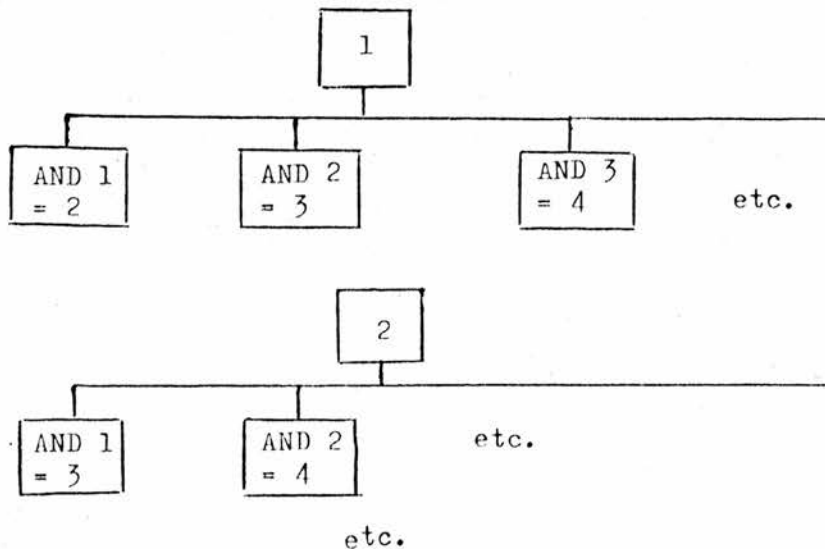 1
AND 1
= 2
AND 2
= 3
AND 3
= 4
etc.
2
AND 1
= 3
AND 2
= 4
etc.
etc.